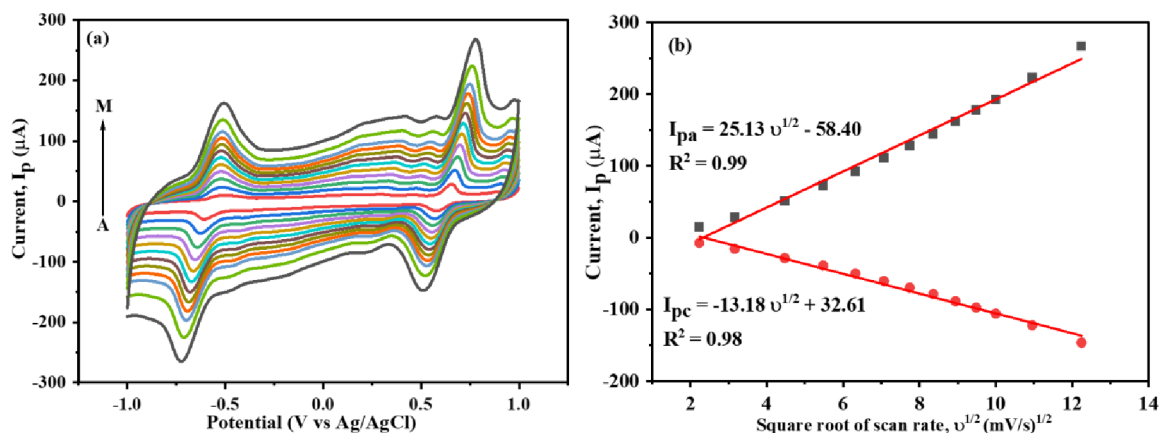 (a)
300
200
100
0
-100
-200
-300
Current, Ip (µA)
M
A
-1.0 -0.5 0.0 0.5 1.0
Potential (V vs Ag/AgCl)
(b)
300
200
100
0
-100
-200
Current, Ip (µA)
Ipa = 25.13 υ^1/2 - 58.40
R² = 0.99
Ipc = -13.18 υ^1/2 + 32.61
R² = 0.98
2 4 6 8 10 12 14
Square root of scan rate, υ^1/2 (mV/s)^1/2